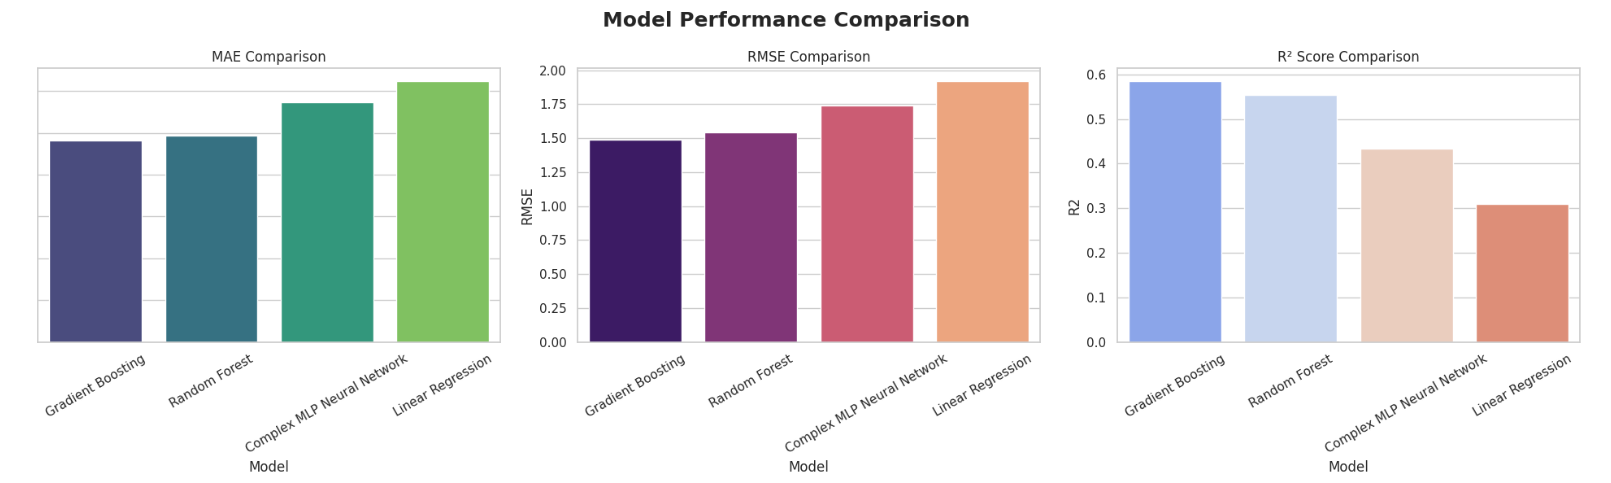 Model Performance Comparison
MAE Comparison
Gradient Boosting
Random Forest
Complex MLP Neural Network
Linear Regression
Model
RMSE Comparison
RMSE
2.00
1.75
1.50
1.25
1.00
0.75
0.50
0.25
0.00
Gradient Boosting
Random Forest
Complex MLP Neural Network
Linear Regression
Model
R² Score Comparison
R2
0.6
0.5
0.4
0.3
0.2
0.1
0.0
Gradient Boosting
Random Forest
Complex MLP Neural Network
Linear Regression
Model